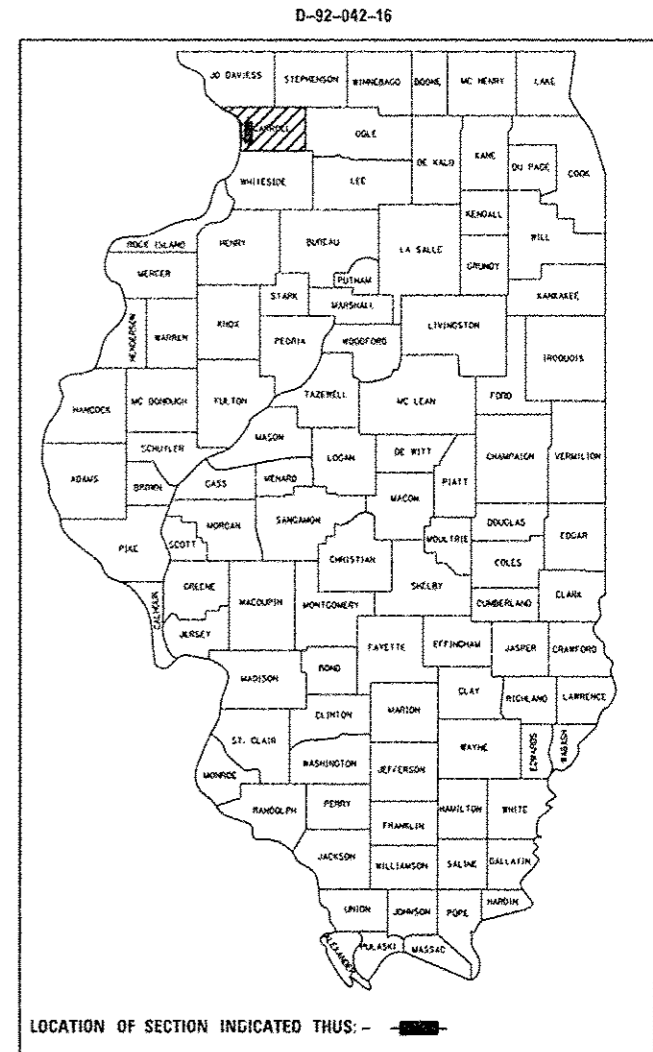 D-92-042-16
JO DAVIESS STEPHENSON WINNEBAGO BOONE MC HENRY LAKE
CARROLL OGLE
DE KALB KANE DU PAGE COOK
WHITESIDE LEE
KENDALL
ROCK ISLAND HENRY BUREAU LA SALLE GRUNDY WILL
MERCER PUTNAM KANKAKEE
STARK MARSHALL
HENDERSON WARREN KNOX PEORIA WOODFORD LIVINGSTON IROQUOIS
HANCOCK MC DONOUGH FULTON TAZEWELL MC LEAN FORD
MASON
SCHUYLER LOGAN DE WITT CHAMPAIGN VERMILION
ADAMS BROWN CASS MENARD PIATT
MACON
MORGAN SANGAMON DOUGLAS
PIKE SCOTT CHRISTIAN MOULTRIE EDGAR
COLES
GREENE SHELBY
CALHOUN MACOUPIN MONTGOMERY CUMBERLAND CLARK
JERSEY
FAYETTE EFFINGHAM JASPER CRAWFORD
MADISON BOND
CLAY RICHLAND LAWRENCE
CLINTON MARION
ST. CLAIR WAYNE EDWARDS WABASH
WASHINGTON JEFFERSON
MONROE
RANDOLPH PERRY HAMILTON WHITE
FRANKLIN
JACKSON WILLIAMSON SALINE GALLATIN
HARDIN
UNION JOHNSON POPE
ALEXANDER PULASKI MASSAC
LOCATION OF SECTION INDICATED THUS: -